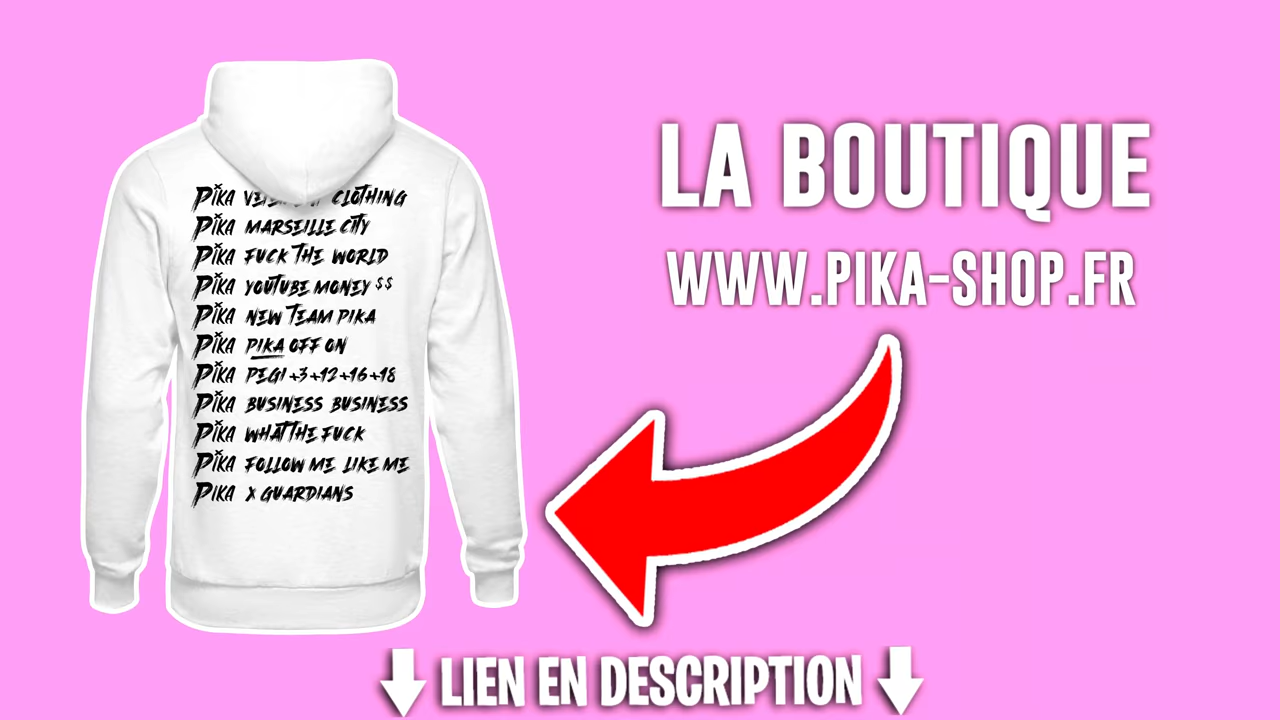 PIKA CLOTHING
PIKA MARSEILLE CITY
PIKA FUCK THE WORLD
PIKA YOUTUBE MONEY $$
PIKA NEW TEAM PIKA
PIKA PIKA OFF ON
PIKA PEGI +3+12+16+18
PIKA BUSINESS BUSINESS
PIKA WHAT THE FUCK
PIKA FOLLOW ME LIKE ME
PIKA X GUARDIANS
LA BOUTIQUE
WWW.PIKA-SHOP.FR
LIEN EN DESCRIPTION